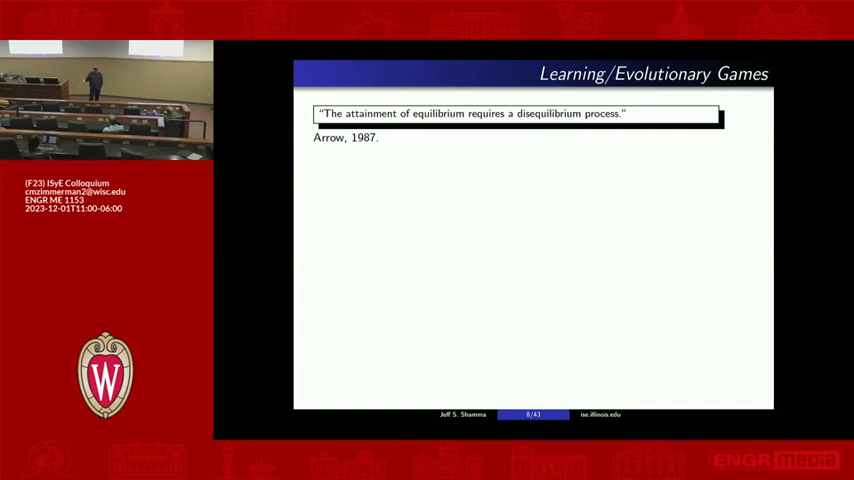 Learning/Evolutionary Games
“The attainment of equilibrium requires a disequilibrium process.”
Arrow, 1987.
(F23) ISyE Colloquium
cmzimmerman2@wisc.edu
ENGR ME 1153
2023-12-01T11:00-06:00
W
Jeff S. Shamma 8/43 ise.illinois.edu
ENGR media